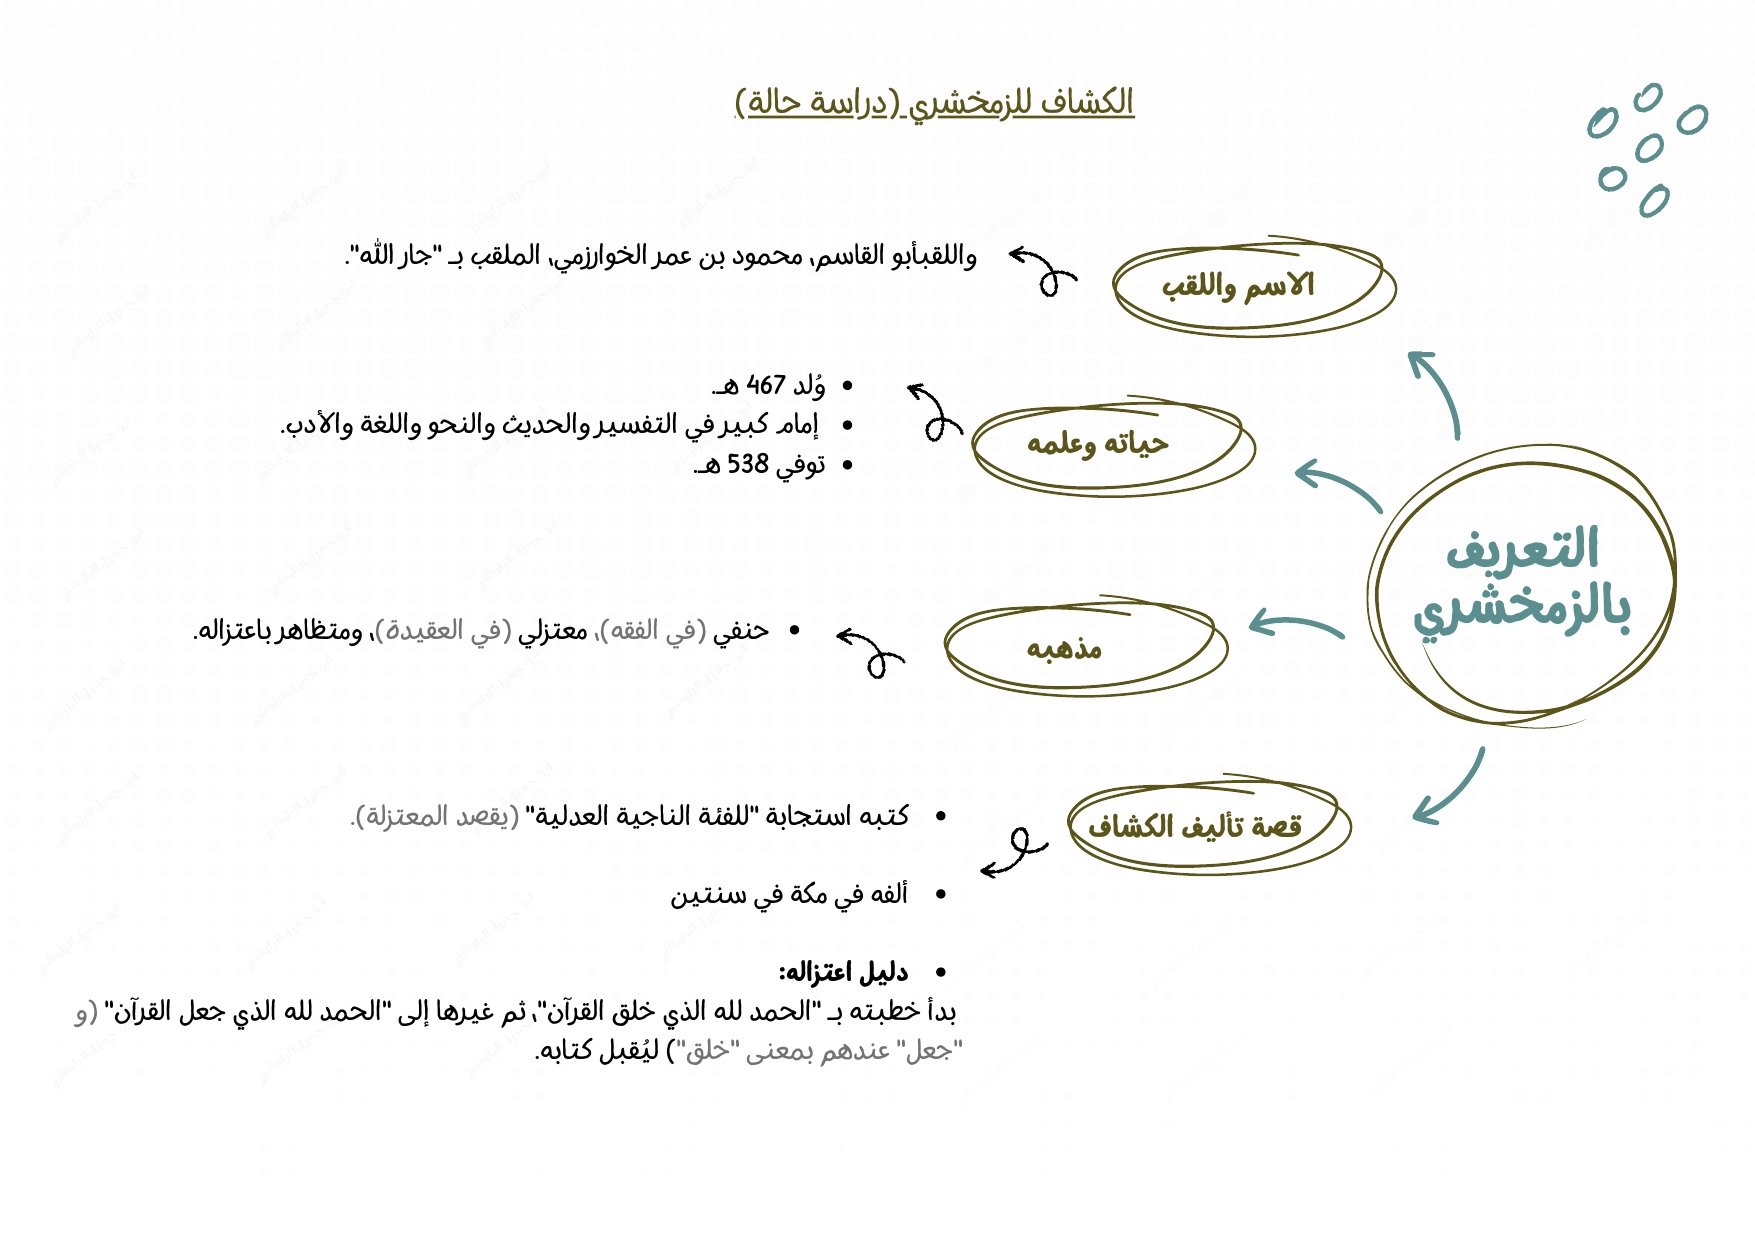 الكشاف للزمخشري (دراسة حالة)
التعريف
بالزمخشري
الاسم واللقب
واللقبأبو القاسم، محمود بن عمر الخوارزمي، الملقب بـ "جار الله".
حياته وعلمه
• وُلد 467 هـ.
• إمام كبير في التفسير والحديث والنحو واللغة والأدب.
• توفي 538 هـ.
مذهبه
• حنفي (في الفقه)، معتزلي (في العقيدة)، ومتظاهر باعتزاله.
قصة تأليف الكشاف
• كتبه استجابة "للفئة الناجية العدلية" (يقصد المعتزلة).
• ألفه في مكة في سنتين
• دليل اعتزاله:
بدأ خطبته بـ "الحمد لله الذي خلق القرآن"، ثم غيرها إلى "الحمد لله الذي جعل القرآن" (و
"جعل" عندهم بمعنى "خلق") ليُقبل كتابه.